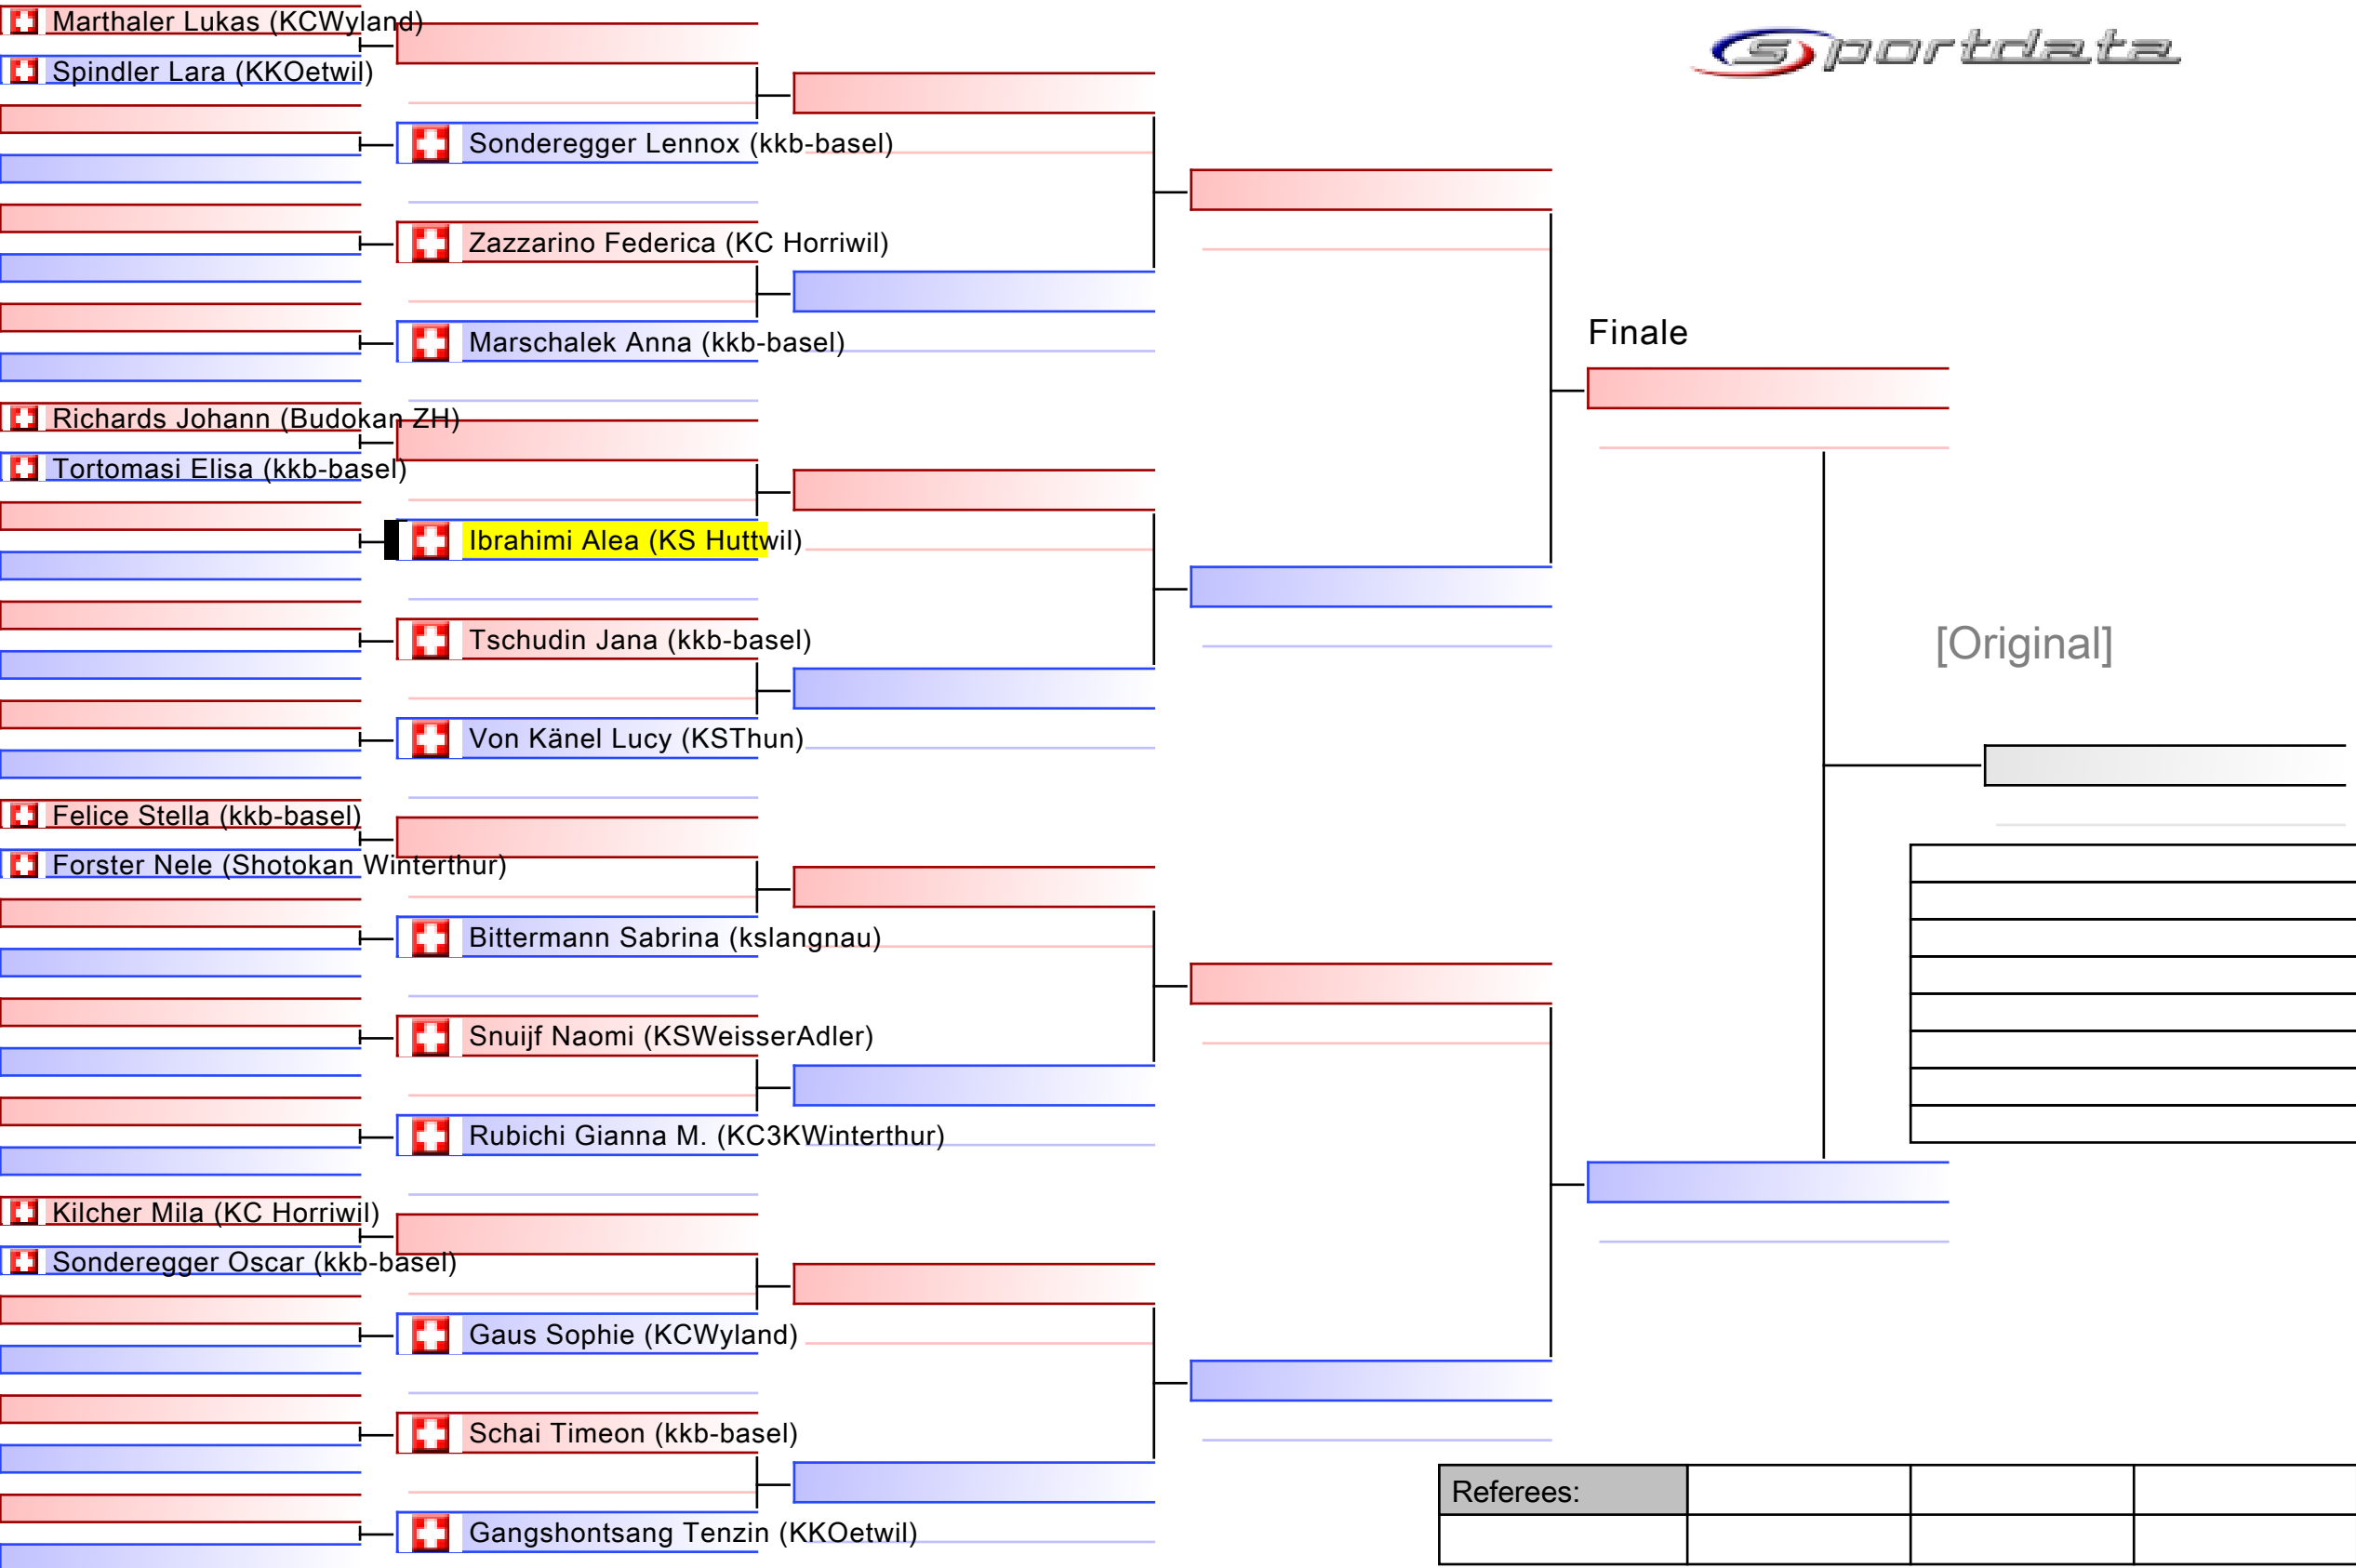 Marthaler Lukas (KCWyland)
sportdata
Spindler Lara (KKOetwil)
Sonderegger Lennox (kkb-basel)
Zazzarino Federica (KC Horriwil)
Finale
Marschalek Anna (kkb-basel)
Richards Johann (Budokan ZH)
Tortomasi Elisa (kkb-basel)
Ibrahimi Alea (KS Huttwil)
Tschudin Jana (kkb-basel)
[Original]
Von Känel Lucy (KSThun)
Felice Stella (kkb-basel)
Forster Nele (Shotokan Winterthur)
Bittermann Sabrina (kslangnau)
Snuijf Naomi (KSWeisserAdler)
Rubichi Gianna M. (KC3KWinterthur)
Kilcher Mila (KC Horriwil)
Sonderegger Oscar (kkb-basel)
Gaus Sophie (KCWyland)
Schai Timeon (kkb-basel)
Referees:
Gangshontsang Tenzin (KKOetwil)